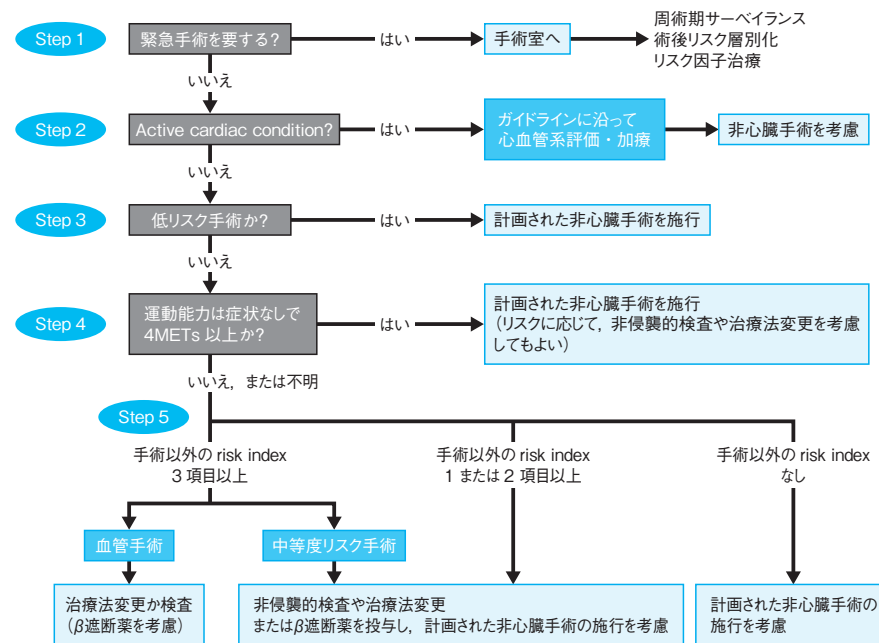 Step 1
緊急手術を要する?
はい
手術室へ
周術期サーベイランス
術後リスク層別化
リスク因子治療
いいえ
Step 2
Active cardiac condition?
はい
ガイドラインに沿って
心血管系評価・加療
非心臓手術を考慮
いいえ
Step 3
低リスク手術か?
はい
計画された非心臓手術を施行
いいえ
Step 4
運動能力は症状なしで
4METs 以上か?
はい
計画された非心臓手術を施行
(リスクに応じて,非侵襲的検査や治療法変更を考慮
してもよい)
いいえ,または不明
Step 5
手術以外の risk index
3 項目以上
手術以外の risk index
1 または 2 項目以上
手術以外の risk index
なし
血管手術
中等度リスク手術
治療法変更か検査
(β遮断薬を考慮)
非侵襲的検査や治療法変更
またはβ遮断薬を投与し,計画された非心臓手術の施行を考慮
計画された非心臓手術の
施行を考慮